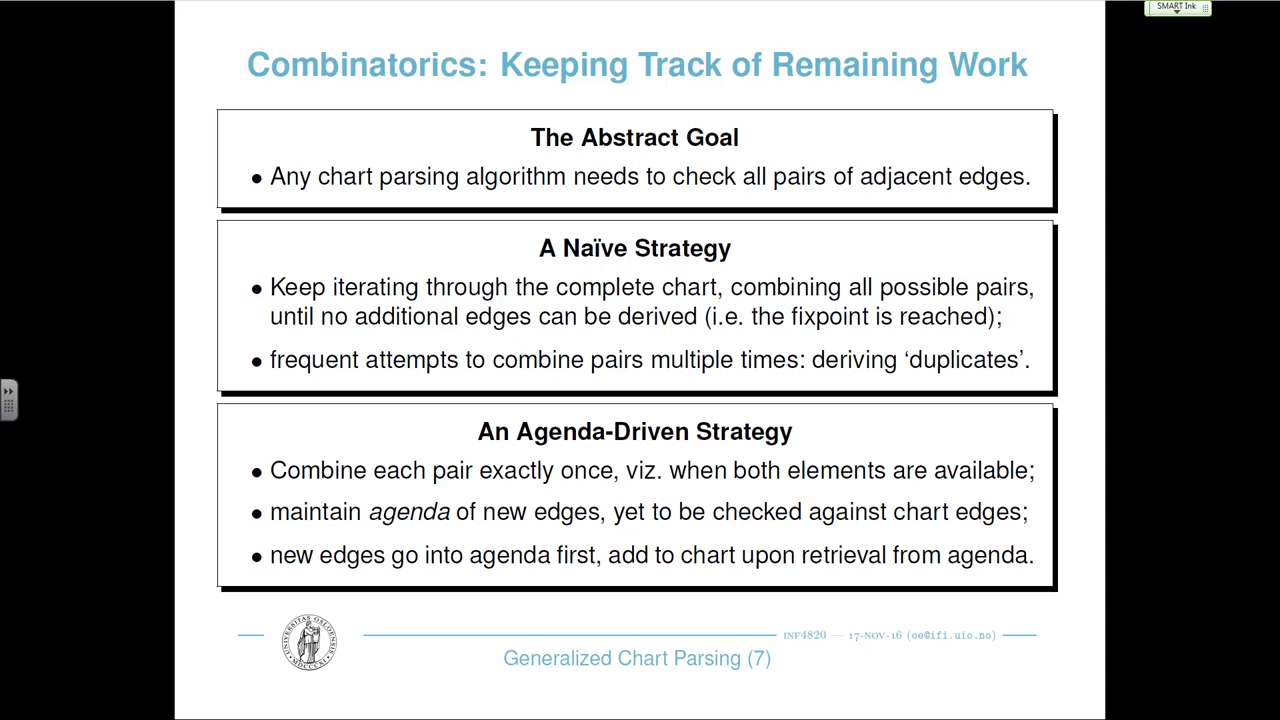 SMART Ink
Combinatorics: Keeping Track of Remaining Work
The Abstract Goal
• Any chart parsing algorithm needs to check all pairs of adjacent edges.
A Naïve Strategy
• Keep iterating through the complete chart, combining all possible pairs,
until no additional edges can be derived (i.e. the fixpoint is reached);
• frequent attempts to combine pairs multiple times: deriving ‘duplicates’.
An Agenda-Driven Strategy
• Combine each pair exactly once, viz. when both elements are available;
• maintain agenda of new edges, yet to be checked against chart edges;
• new edges go into agenda first, add to chart upon retrieval from agenda.
UNIVERSITAS OSLOENSIS
MDCCCXI
INF4820 — 17-NOV-16 (oe@ifi.uio.no)
Generalized Chart Parsing (7)